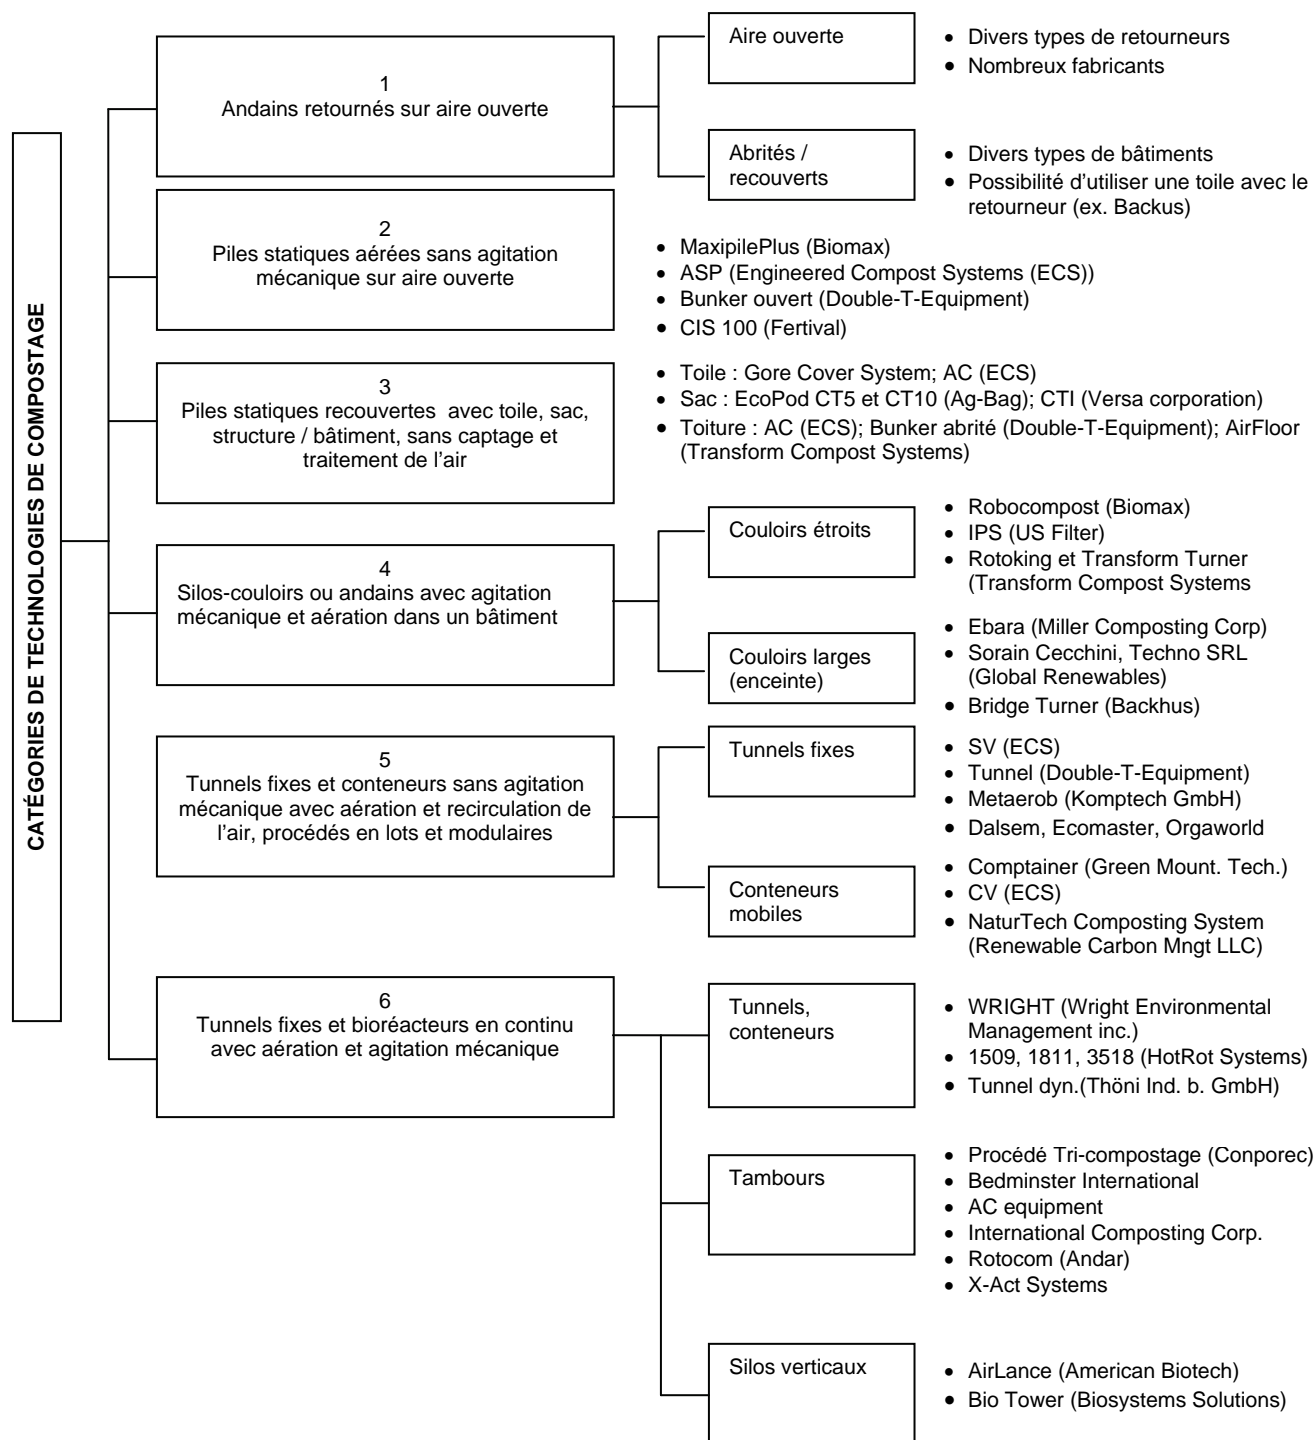 CATÉGORIES DE TECHNOLOGIES DE COMPOSTAGE
1
Andains retournés sur aire ouverte
Aire ouverte
• Divers types de retourneurs
• Nombreux fabricants
Abrités /
recouverts
• Divers types de bâtiments
• Possibilité d'utiliser une toile avec le
retourneur (ex. Backus)
2
Piles statiques aérées sans agitation
mécanique sur aire ouverte
• MaxipilePlus (Biomax)
• ASP (Engineered Compost Systems (ECS))
• Bunker ouvert (Double-T-Equipment)
• CIS 100 (Fertival)
3
Piles statiques recouvertes avec toile, sac,
structure / bâtiment, sans captage et
traitement de l'air
• Toile : Gore Cover System; AC (ECS)
• Sac : EcoPod CT5 et CT10 (Ag-Bag); CTI (Versa corporation)
• Toiture : AC (ECS); Bunker abrité (Double-T-Equipment); AirFloor
(Transform Compost Systems)
4
Silos-couloirs ou andains avec agitation
mécanique et aération dans un bâtiment
Couloirs étroits
• Robocompost (Biomax)
• IPS (US Filter)
• Rotoking et Transform Turner
(Transform Compost Systems
Couloirs larges
(enceinte)
• Ebara (Miller Composting Corp)
• Sorain Cecchini, Techno SRL
(Global Renewables)
• Bridge Turner (Backhus)
5
Tunnels fixes et conteneurs sans agitation
mécanique avec aération et recirculation de
l'air, procédés en lots et modulaires
Tunnels fixes
• SV (ECS)
• Tunnel (Double-T-Equipment)
• Metaerob (Komptech GmbH)
• Dalsem, Ecomaster, Orgaworld
Conteneurs
mobiles
• Comptainer (Green Mount. Tech.)
• CV (ECS)
• NaturTech Composting System
(Renewable Carbon Mngt LLC)
6
Tunnels fixes et bioréacteurs en continu
avec aération et agitation mécanique
Tunnels,
conteneurs
• WRIGHT (Wright Environmental
Management inc.)
• 1509, 1811, 3518 (HotRot Systems)
• Tunnel dyn.(Thöni Ind. b. GmbH)
Tambours
• Procédé Tri-compostage (Conporec)
• Bedminster International
• AC equipment
• International Composting Corp.
• Rotocom (Andar)
• X-Act Systems
Silos verticaux
• AirLance (American Biotech)
• Bio Tower (Biosystems Solutions)